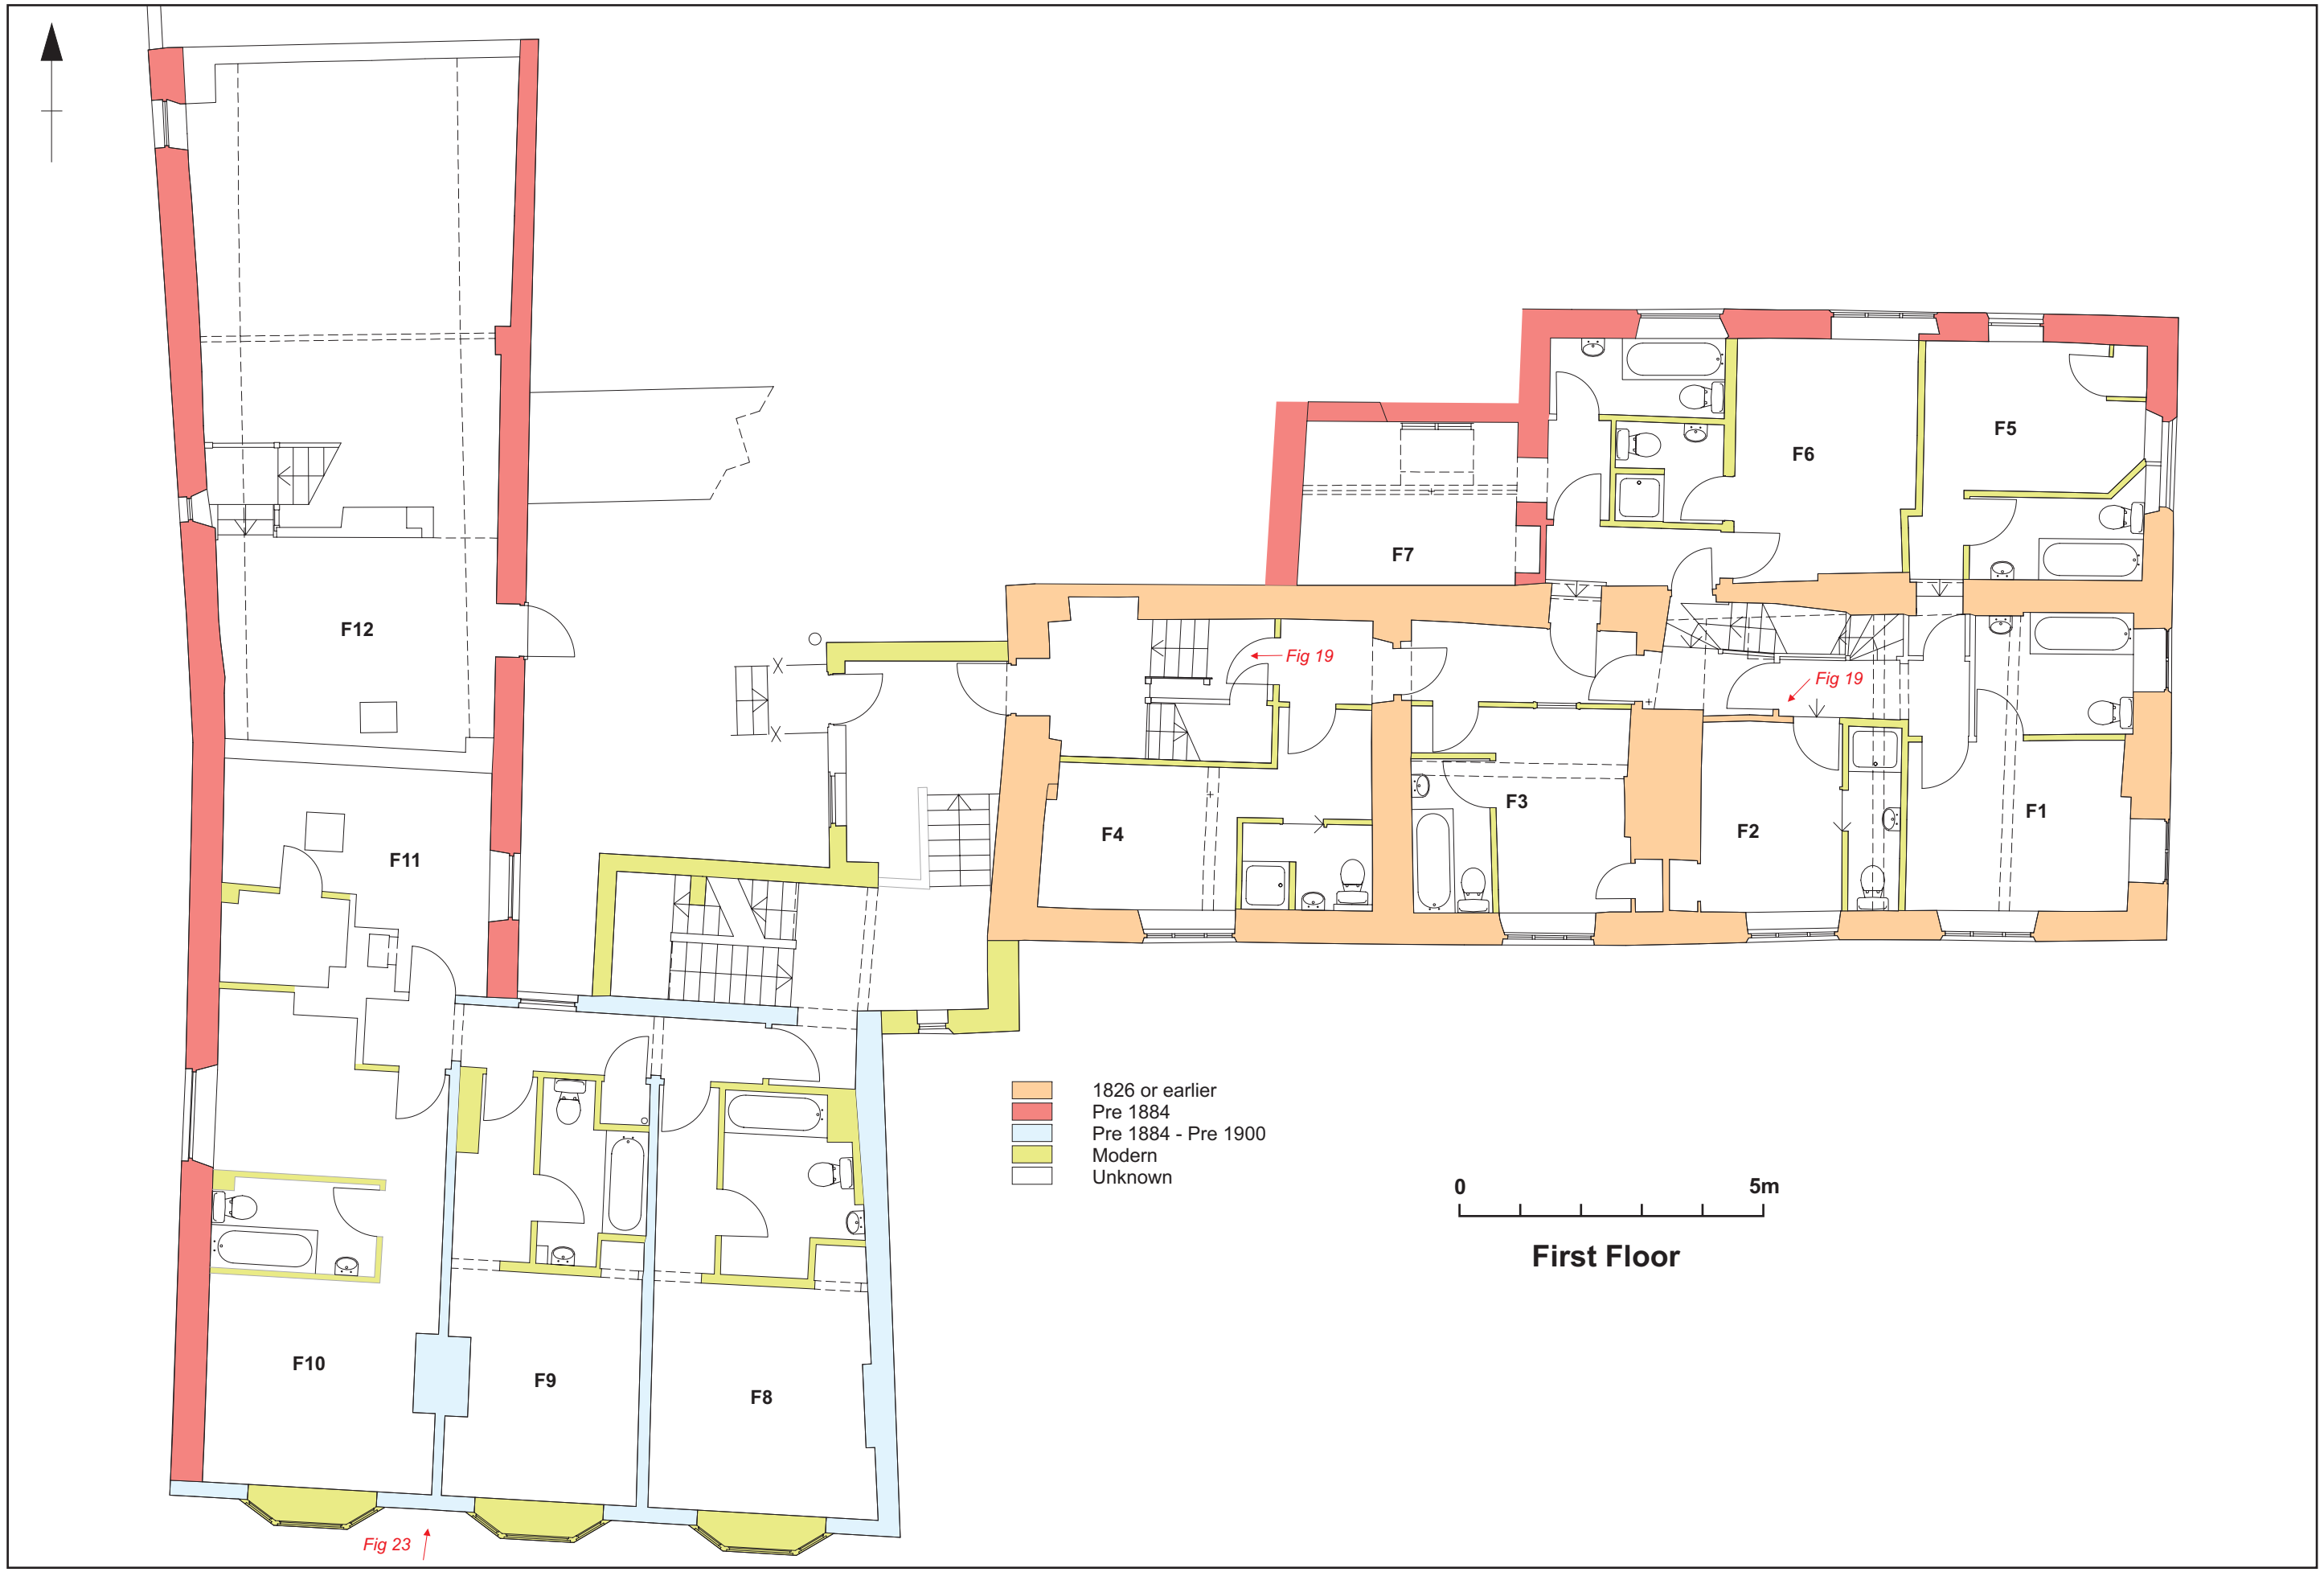 F5
F6
F7
F12
Fig 19
Fig 19
F3
F1
F2
F4
F11
1826 or earlier
Pre 1884
Pre 1884 - Pre 1900
Modern
Unknown
0 5m
First Floor
F10
F9
F8
Fig 23